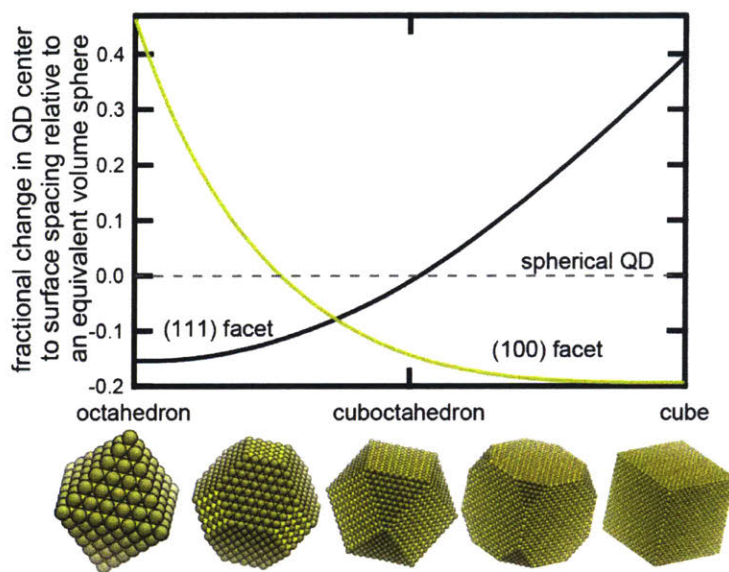 fractional change in QD center
to surface spacing relative to
an equivalent volume sphere
0.4
0.3
0.2
0.1
0.0
-0.1
-0.2
spherical QD
(111) facet
(100) facet
octahedron
cuboctahedron
cube